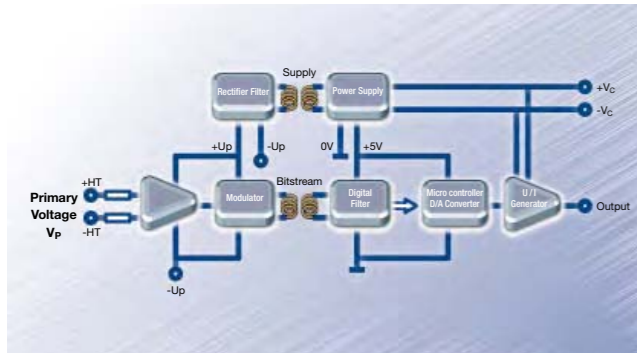 Supply
Rectifier Filter
Power Supply
+Vc
-Vc
+Up
-Up
0V
+5V
+HT
Bitstream
Primary
Voltage
VP
-HT
Modulator
Digital
Filter
Micro controller
D/A Converter
U / I
Generator
Output
-Up